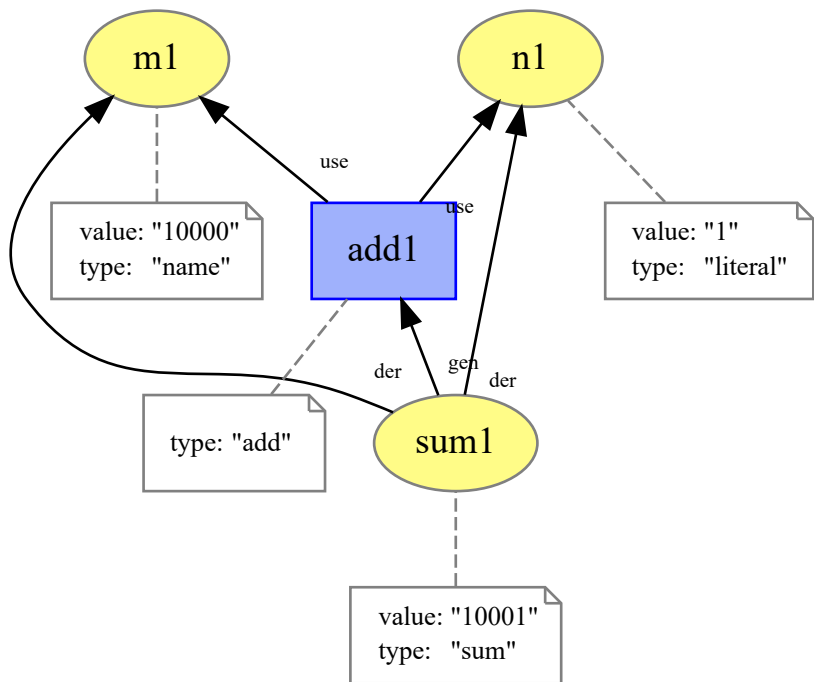 m1
n1
use
use
value: "10000"
type: "name"
add1
value: "1"
type: "literal"
der
gen
der
type: "add"
sum1
value: "10001"
type: "sum"